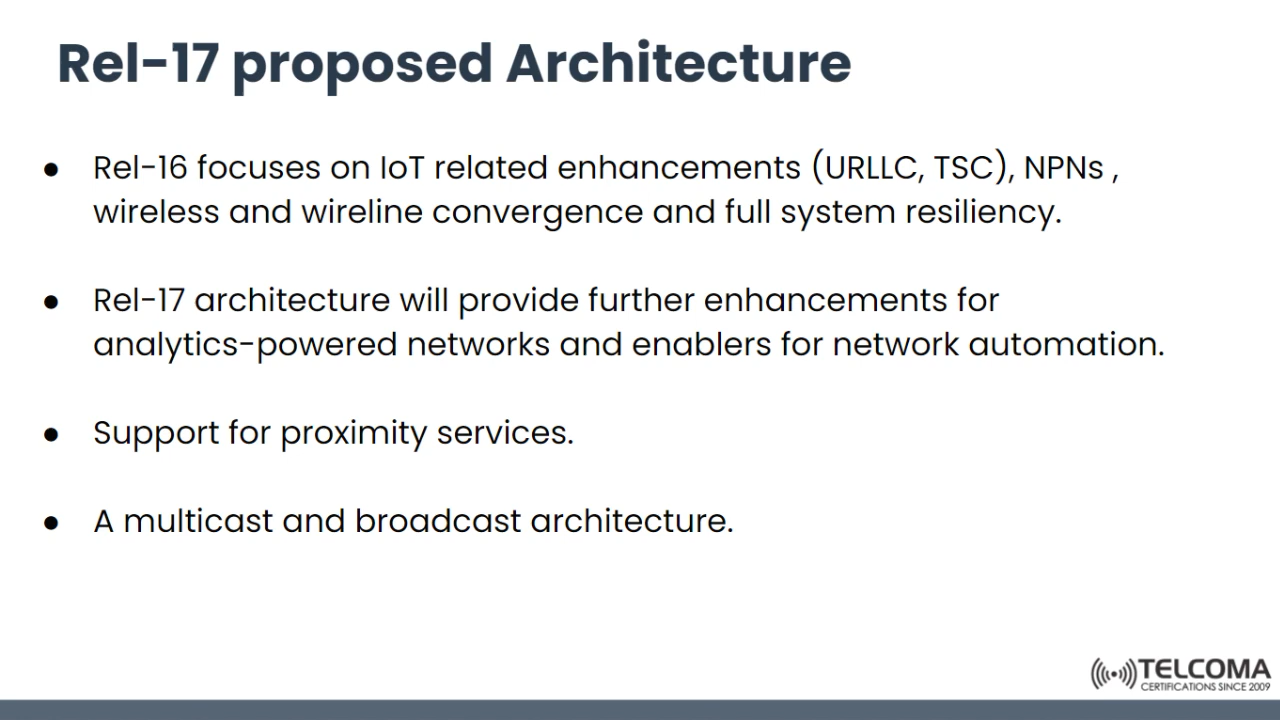 Rel-17 proposed Architecture
● Rel-16 focuses on IoT related enhancements (URLLC, TSC), NPNs ,
wireless and wireline convergence and full system resiliency.
● Rel-17 architecture will provide further enhancements for
analytics-powered networks and enablers for network automation.
● Support for proximity services.
● A multicast and broadcast architecture.
TELCOMA
CERTIFICATIONS SINCE 2009